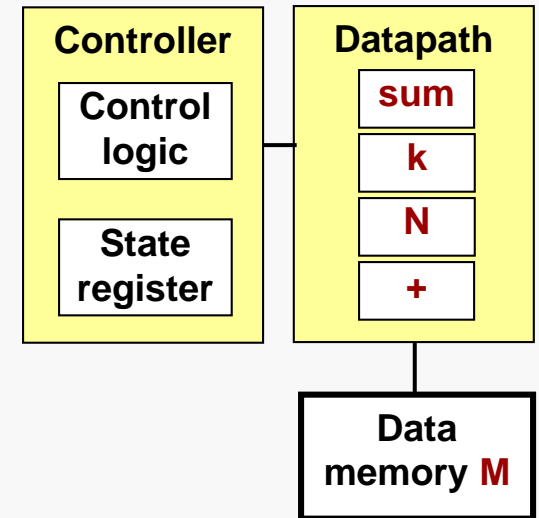 Controller
Control
logic
State
register
Datapath
sum
k
N
+
Data
memory M